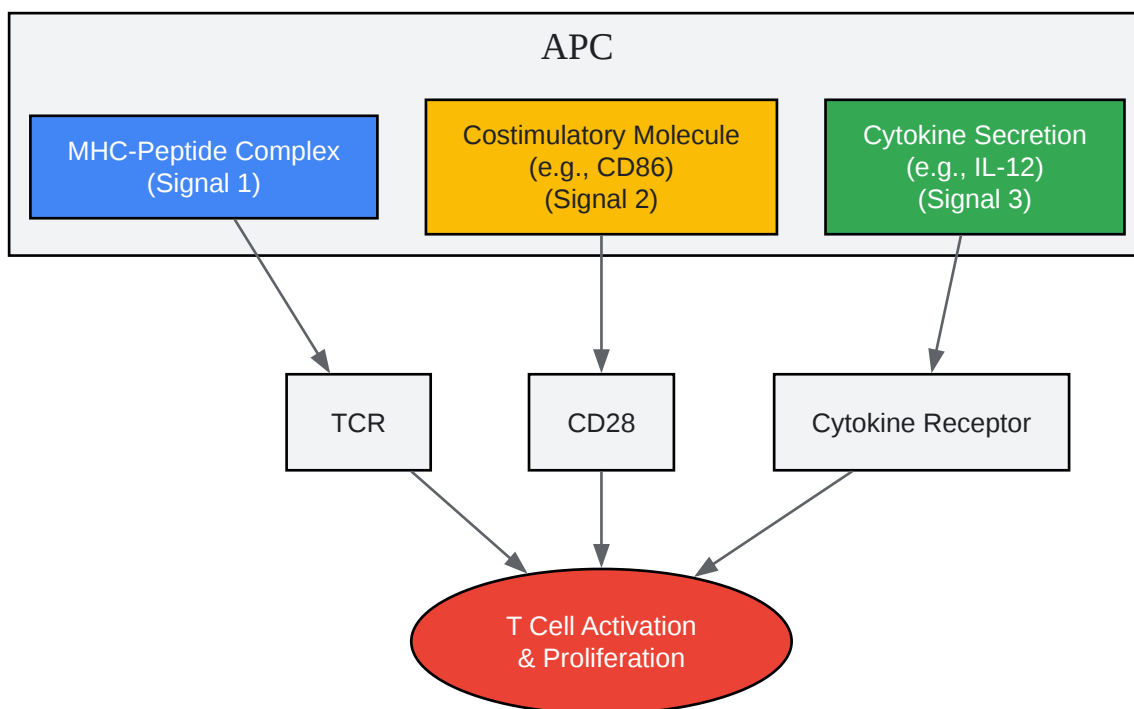 APC
MHC-Peptide Complex
(Signal 1)
Costimulatory Molecule
(e.g., CD86)
(Signal 2)
Cytokine Secretion
(e.g., IL-12)
(Signal 3)
TCR
CD28
Cytokine Receptor
T Cell Activation
& Proliferation